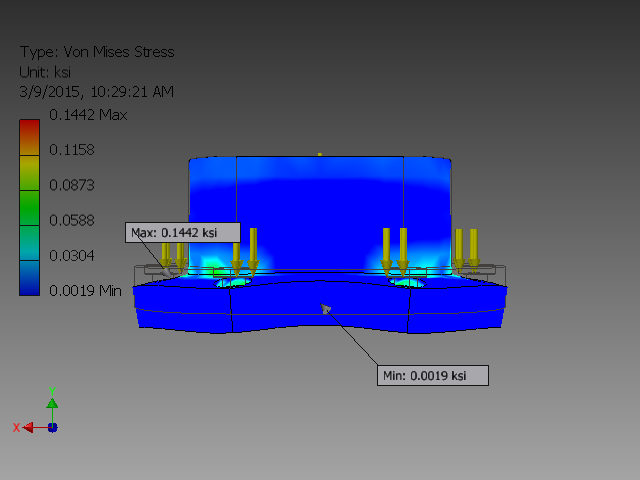 Type: Von Mises Stress
Unit: ksi
3/9/2015, 10:29:21 AM
0.1442 Max
0.1158
0.0873
0.0588
0.0304
0.0019 Min
Max: 0.1442 ksi
Min: 0.0019 ksi
Y
X